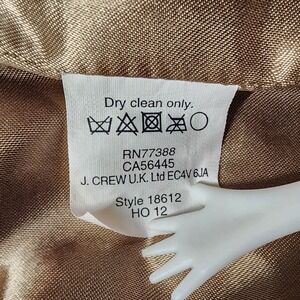 Dry clean only.
RN77388
CA56445
J. CREW U.K. Ltd EC4V 6JA
Style 18612
HO 12